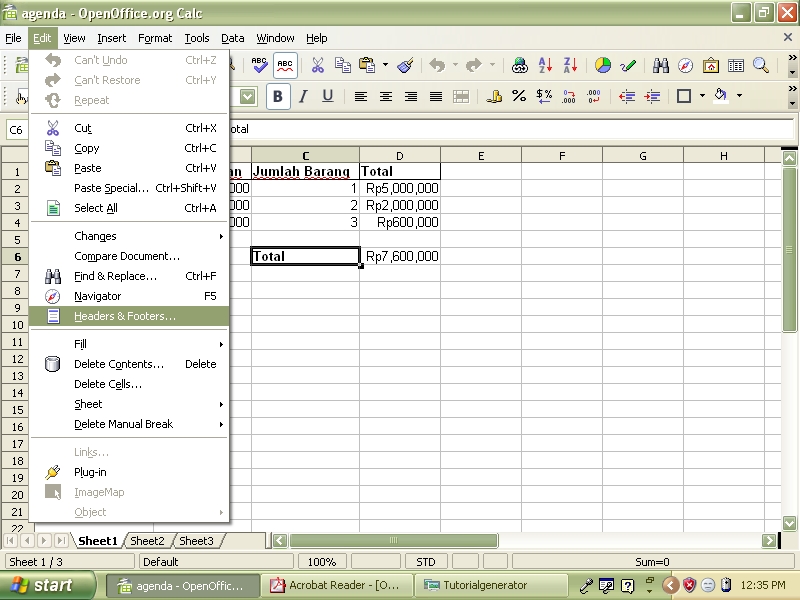 agenda - OpenOffice.org Calc
File Edit View Insert Format Tools Data Window Help
Can't Undo Ctrl+Z
Can't Restore Ctrl+Y
Repeat
Cut Ctrl+X
Copy Ctrl+C
Paste Ctrl+V
Paste Special... Ctrl+Shift+V
Select All Ctrl+A
Changes
Compare Document...
Find & Replace... Ctrl+F
Navigator F5
Headers & Footers...
Fill
Delete Contents... Delete
Delete Cells...
Sheet
Delete Manual Break
Links...
Plug-in
ImageMap
Object
ABC ABC
B I U
C6 otal
C D E F G H
1 an Jumlah Barang Total
2 ,000 1 Rp5,000,000
3 000 2 Rp2,000,000
4 000 3 Rp600,000
5
6 Total Rp7,600,000
7
8
9
10
11
12
13
14
15
16
17
18
19
20
21
22
Sheet1 Sheet2 Sheet3
Sheet 1 / 3 Default 100% STD Sum=0
start agenda - OpenOffic... Acrobat Reader - [O... Tutorialgenerator 12:35 PM